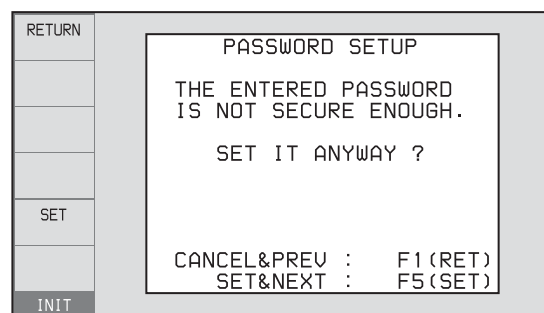 RETURN
SET
INIT
PASSWORD SETUP
THE ENTERED PASSWORD
IS NOT SECURE ENOUGH.
SET IT ANYWAY ?
CANCEL&PREV : F1(RET)
SET&NEXT : F5(SET)